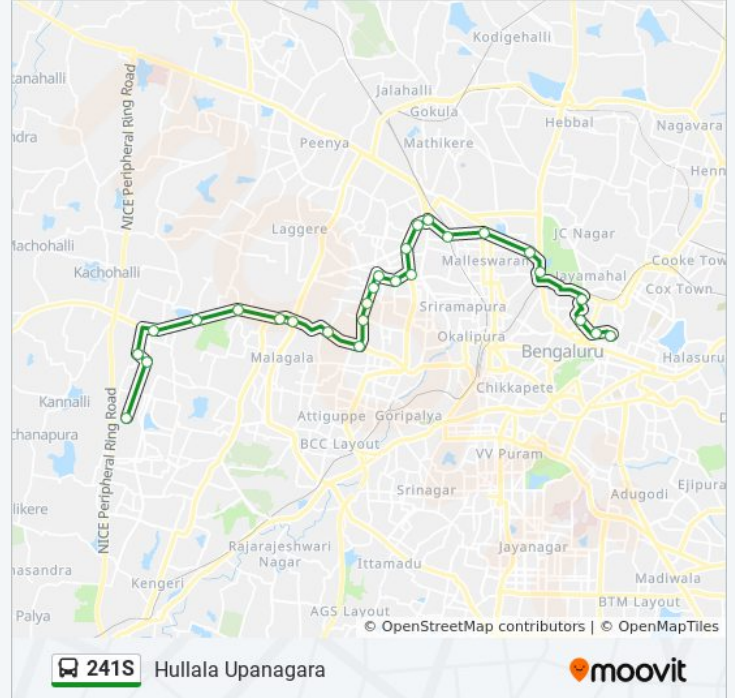 Kodigehalli
anahalli
Jalahalli
Gokula
Hebbal
Nagavara
ndra
Peenya
Mathikere
NICE Peripheral Ring Road
Henn
Laggere
JC Nagar
Machohalli
Malleswaram
Cooke Tow
Kachohalli
Jayamahal
Cox Town
Sriramapura
Okalipura
Malagala
Bengaluru
Halasuru
Chikkapete
Kannalli
NICE Peripheral Ring Road
Attiguppe
Goripalya
chanapura
BCC Layout
VV Puram
Srinagar
Ejipura
Adugodi
likere
Rajarajeshwari
Nagar
Jayanagar
Ittamadu
nasandra
Kengeri
Madiwala
BTM Layout
Palya
AGS Layout
© OpenStreetMap contributors | © OpenMapTiles
241S Hullala Upanagara
moovit